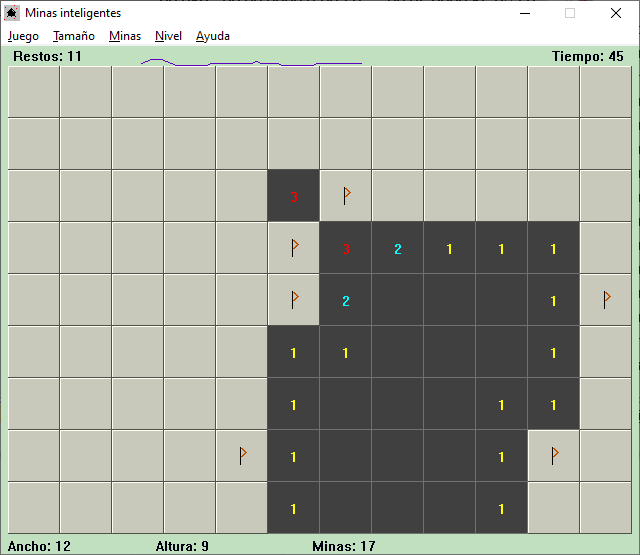 Minas inteligentes
Juego Tamaño Minas Nivel Ayuda
Restos: 11 Tiempo: 45
3
3 2 1 1 1
2 1
1 1 1
1 1 1
1 1
1 1
Ancho: 12 Altura: 9 Minas: 17